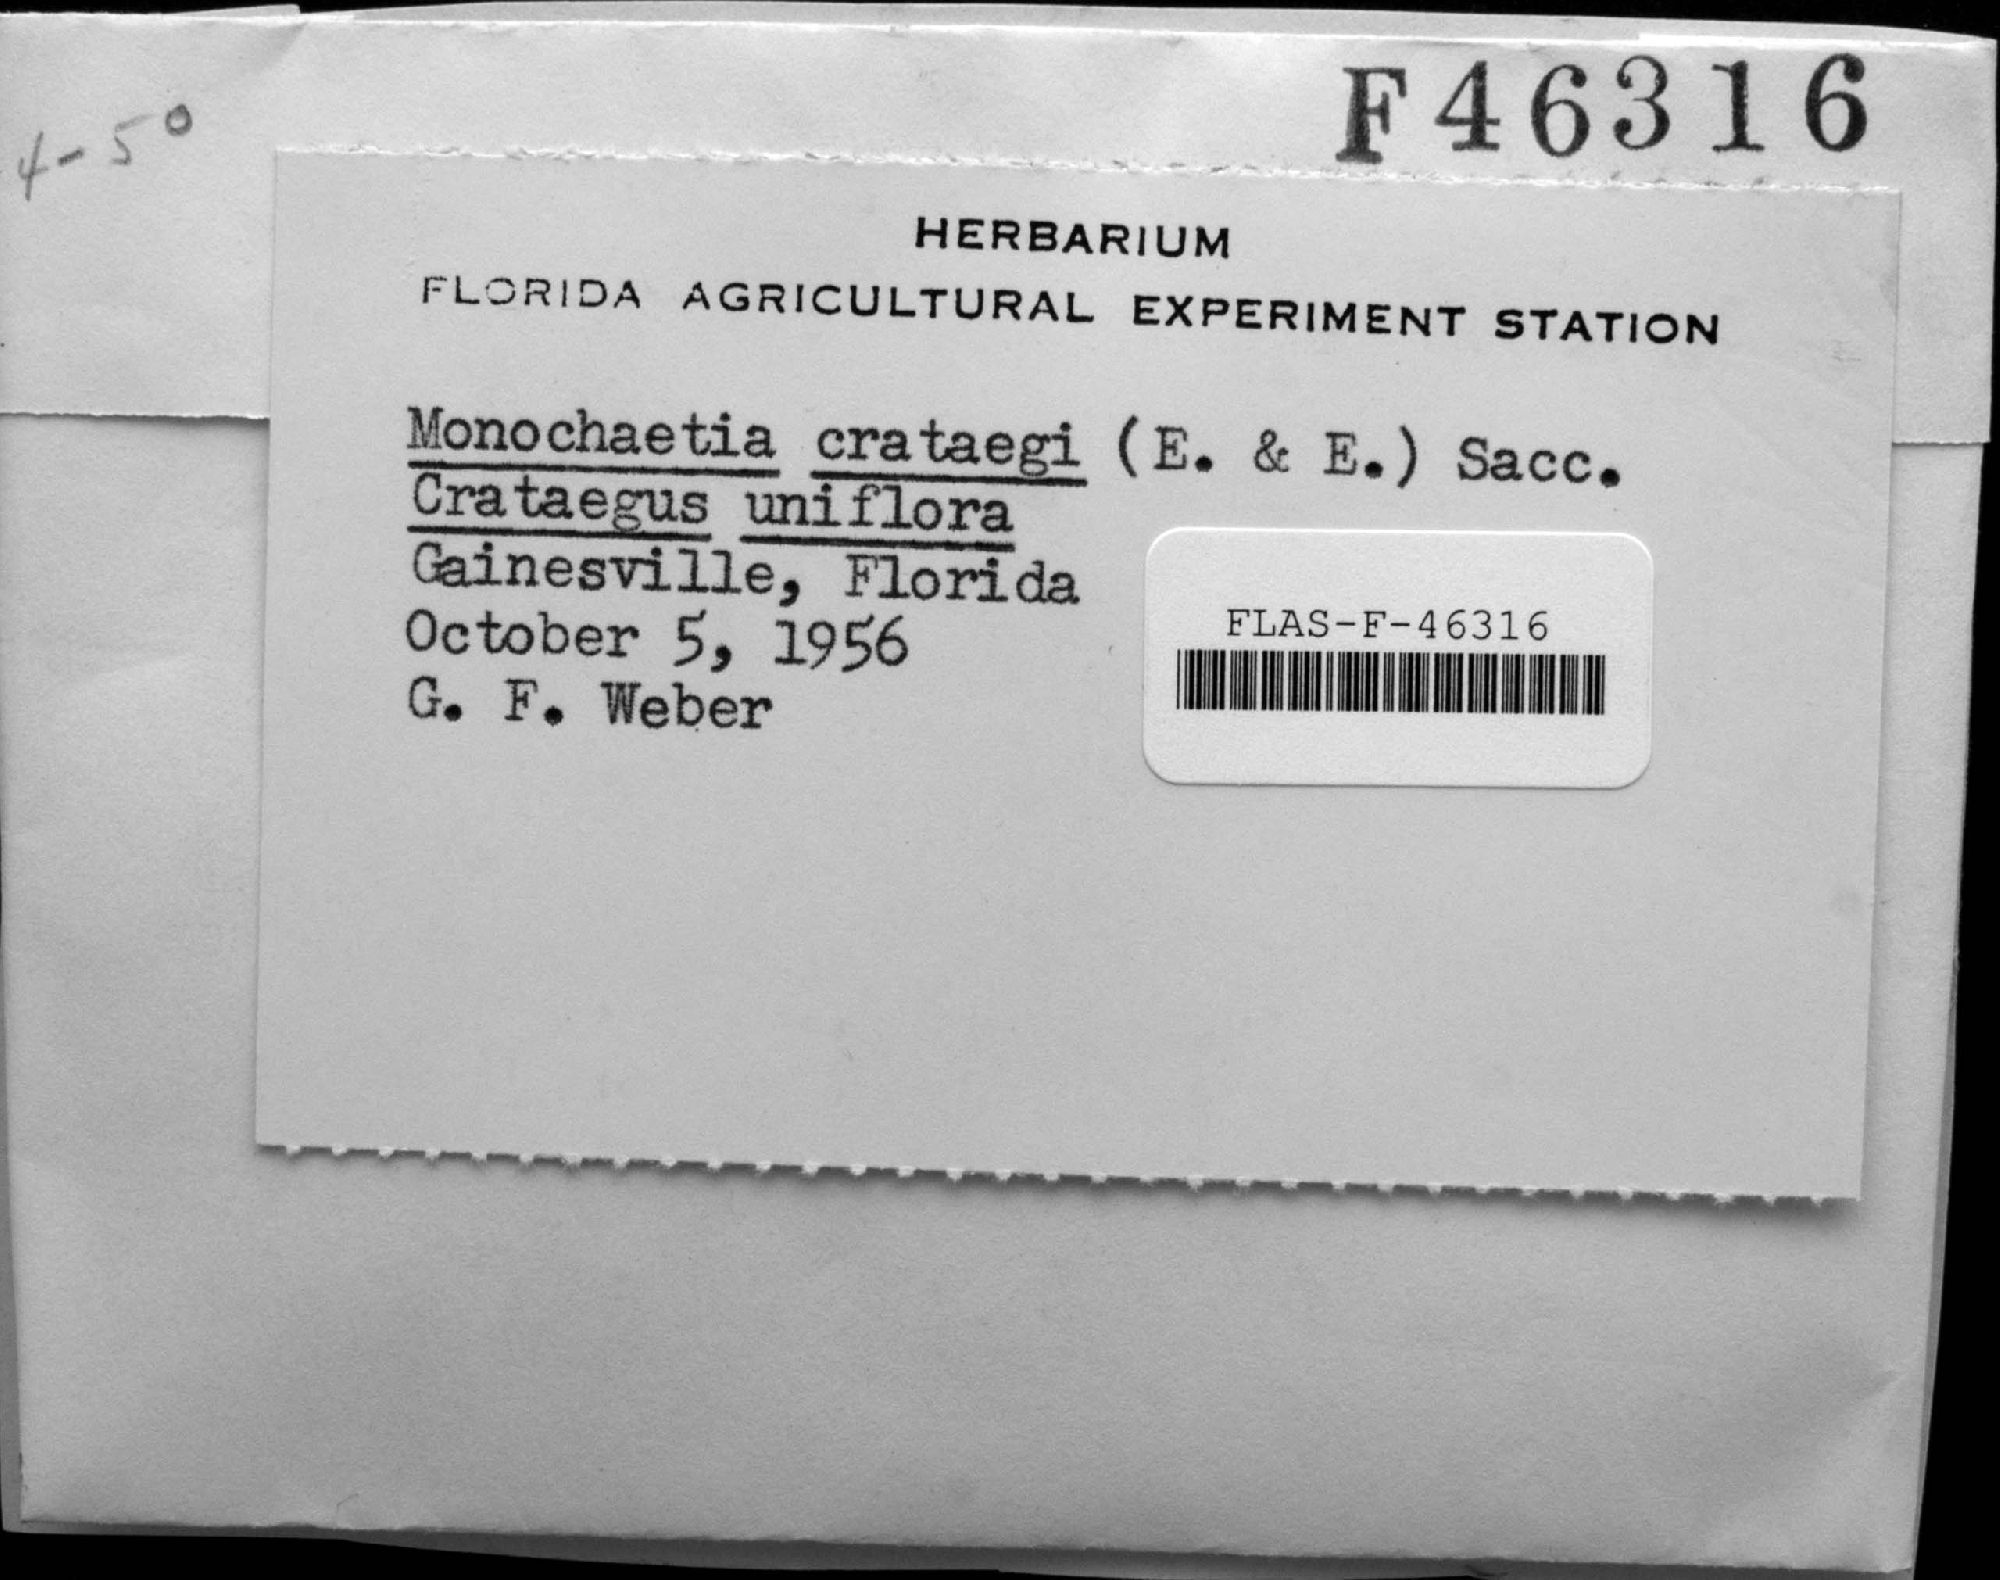 F46316
4-5°
HERBARIUM
FLORIDA AGRICULTURAL EXPERIMENT STATION
Monochaetia crataegi (E. & E.) Sacc.
Crataegus uniflora
Gainesville, Florida
October 5, 1956
G. F. Weber
FLAS-F-46316